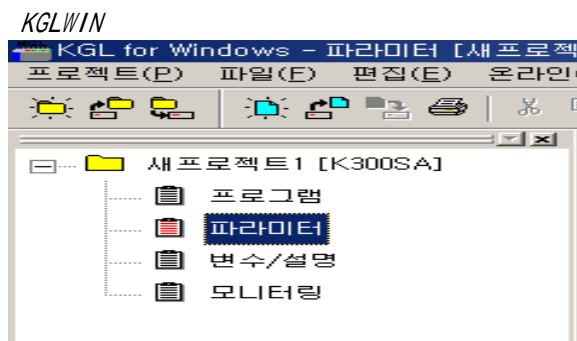 KGLWIN
KGL for Windows - 파라미터 [새프로젝
프로젝트(P) 파일(F) 편집(E) 온라인(
새프로젝트1 [K300SA]
프로그램
파라미터
변수/설명
모니터링